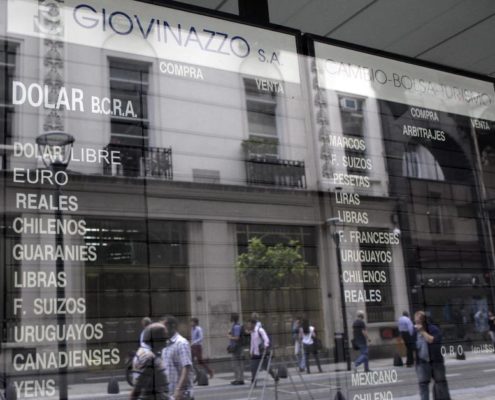 GIOVINAZZO S.A.
COMPRA VENTA
DOLAR B.C.R.A.
DOLAR LIBRE
EURO
REALES
CHILENOS
GUARANIES
LIBRAS
F. SUIZOS
URUGUAYOS
CANADIENSES
YENS
CAMBIO-BOLSA-TURISMO
COMPRA VENTA
ARBITRAJES
MARCOS
F. SUIZOS
PESETAS
LIRAS
LIBRAS
F. FRANCESES
URUGUAYOS
CHILENOS
REALES
MEXICANO
CHILENO